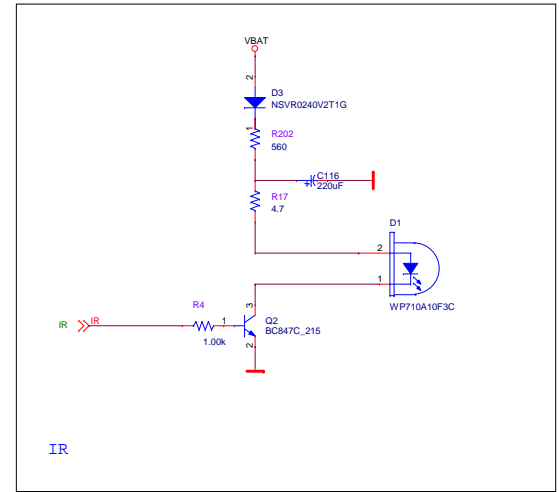 VBAT
2
D3
NSVR0240V2T1G
1
R202
560
C116
220uF
R17
4.7
D1
2
1
WP710A10F3C
R4
3
Q2
IR IR
1
BC847C_215
1.00k
2
IR